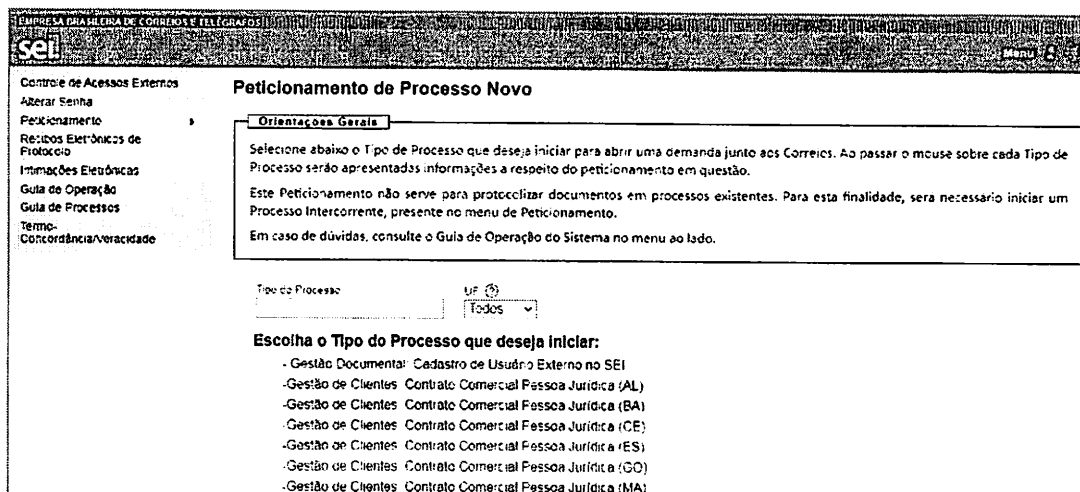 EMPRESA BRASILEIRA DE CORREIOS E TELÉGRAFOS
sei!
Menu
Controle de Acessos Externos
Alterar Senha
Peticionamento
Recibos Eletrônicos de Protocolo
Intimações Eletrônicas
Guia de Operação
Guia de Processos
Termo-Concordância/Veracidade
Peticionamento de Processo Novo
Orientações Gerais
Selecione abaixo o Tipo de Processo que deseja iniciar para abrir uma demanda junto aos Correios. Ao passar o mouse sobre cada Tipo de
Processo serão apresentadas informações a respeito do peticionamento em questão.
Este Peticionamento não serve para protocolizar documentos em processos existentes. Para esta finalidade, sera necessário iniciar um
Processo Intercorrente, presente no menu de Peticionamento.
Em caso de dúvidas, consulte o Guia de Operação do Sistema no menu ao lado.
Tipo do Processo
UF (?)
Todos
Escolha o Tipo do Processo que deseja iniciar:
- Gestão Documental: Cadastro de Usuário Externo no SEI
-Gestão de Clientes: Contrato Comercial Pessoa Jurídica (AL)
-Gestão de Clientes: Contrato Comercial Pessoa Jurídica (BA)
-Gestão de Clientes: Contrato Comercial Pessoa Jurídica (CE)
-Gestão de Clientes: Contrato Comercial Pessoa Jurídica (ES)
-Gestão de Clientes: Contrato Comercial Pessoa Jurídica (GO)
-Gestão de Clientes: Contrato Comercial Pessoa Jurídica (MA)